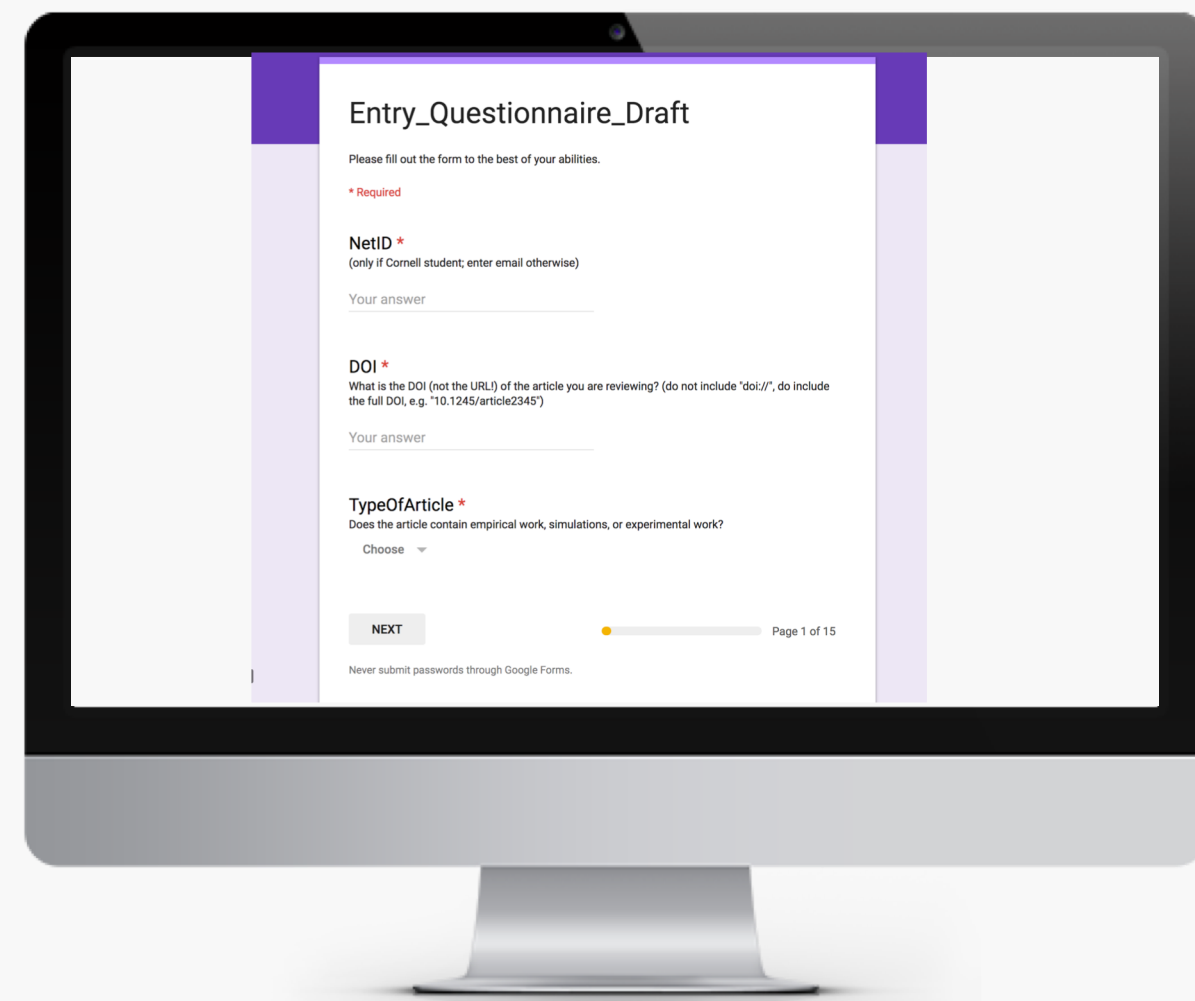 Entry_Questionnaire_Draft
Please fill out the form to the best of your abilities.
* Required
NetID *
(only if Cornell student; enter email otherwise)
Your answer
DOI *
What is the DOI (not the URL!) of the article you are reviewing? (do not include "doi://", do include
the full DOI, e.g. "10.1245/article2345")
Your answer
TypeOfArticle *
Does the article contain empirical work, simulations, or experimental work?
Choose
NEXT
Page 1 of 15
Never submit passwords through Google Forms.